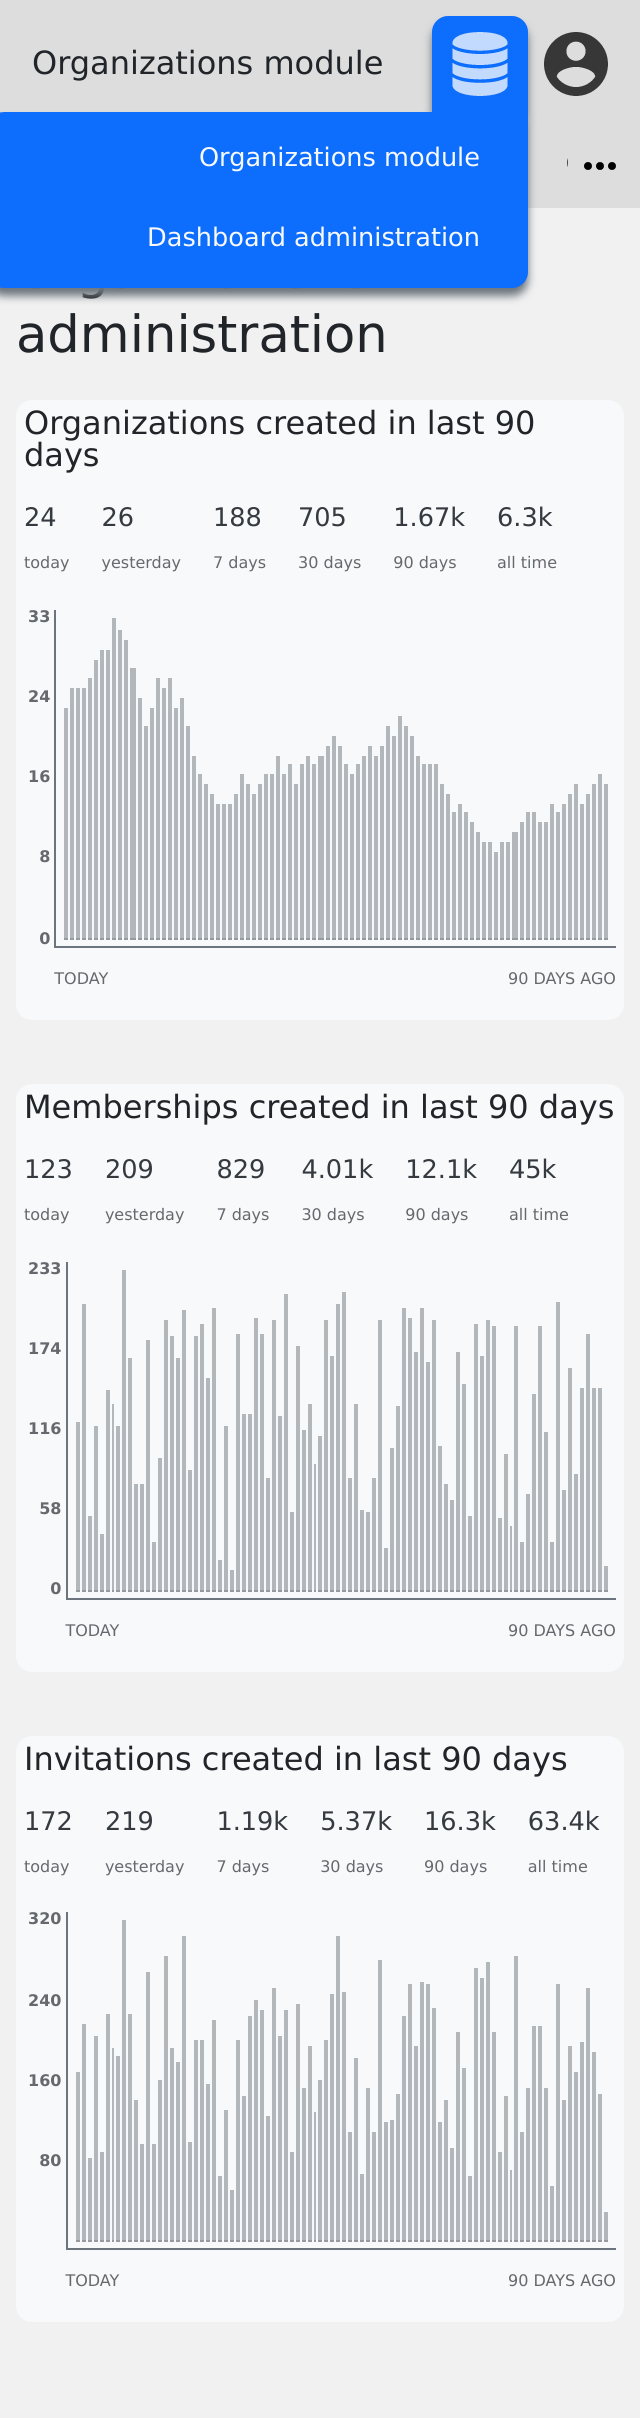 Organizations module
Organizations module
Dashboard administration
administration
Organizations created in last 90
days
24 26 188 705 1.67k 6.3k
today yesterday 7 days 30 days 90 days all time
33
24
16
8
0
TODAY 90 DAYS AGO
Memberships created in last 90 days
123 209 829 4.01k 12.1k 45k
today yesterday 7 days 30 days 90 days all time
233
174
116
58
0
TODAY 90 DAYS AGO
Invitations created in last 90 days
172 219 1.19k 5.37k 16.3k 63.4k
today yesterday 7 days 30 days 90 days all time
320
240
160
80
TODAY 90 DAYS AGO